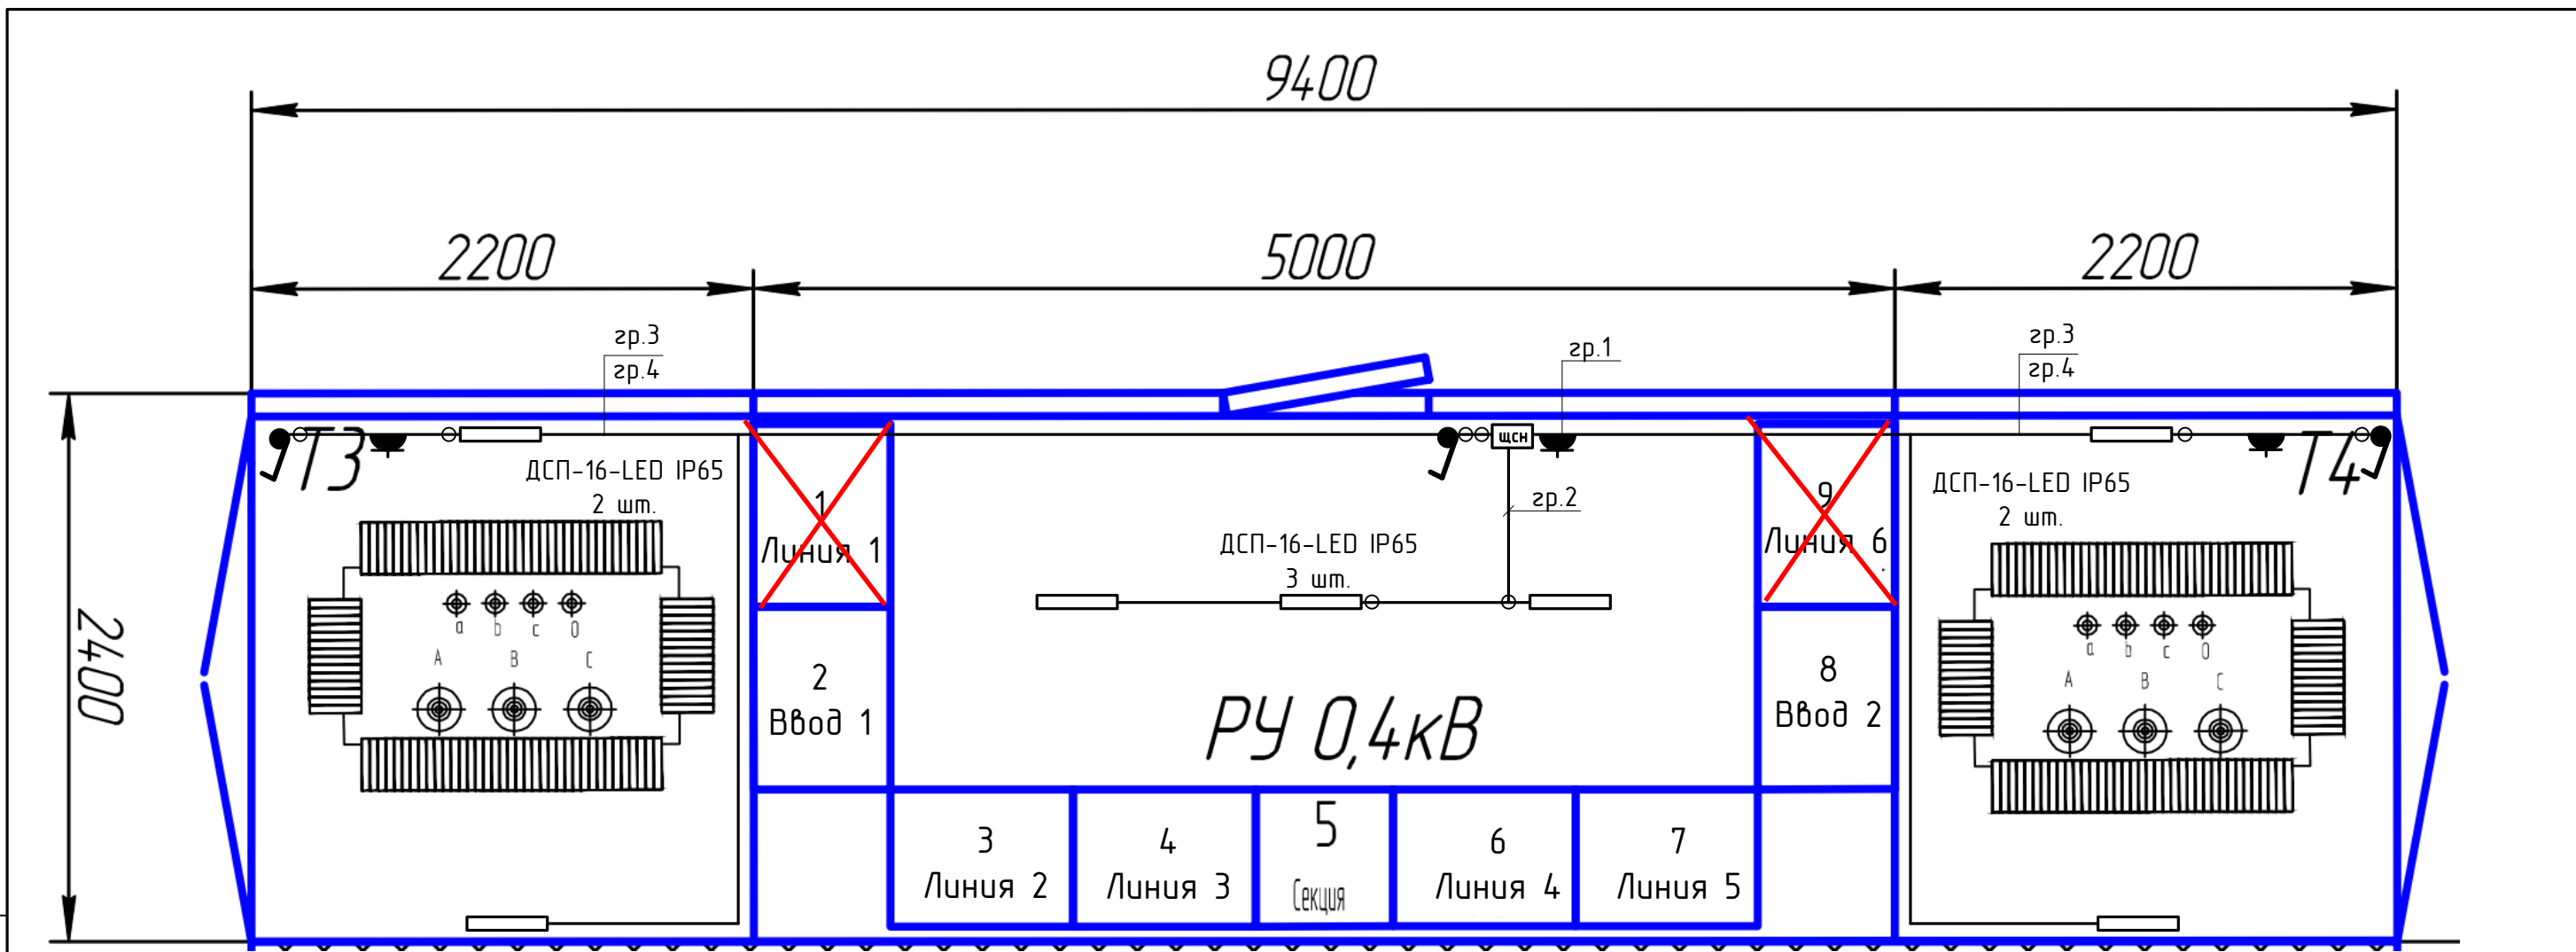 9400
2200
5000
2200
гр.3
гр.4
гр.1
гр.3
гр.4
2400
Т3
ЩСН
Т4
ДСП-16-LED IP65
2 шт.
1
Линия 1
гр.2
ДСП-16-LED IP65
3 шт.
9
Линия 6
ДСП-16-LED IP65
2 шт.
a b c 0
A B C
2
Ввод 1
РУ 0,4кВ
8
Ввод 2
a b c 0
A B C
3
Линия 2
4
Линия 3
5
Секция
6
Линия 4
7
Линия 5